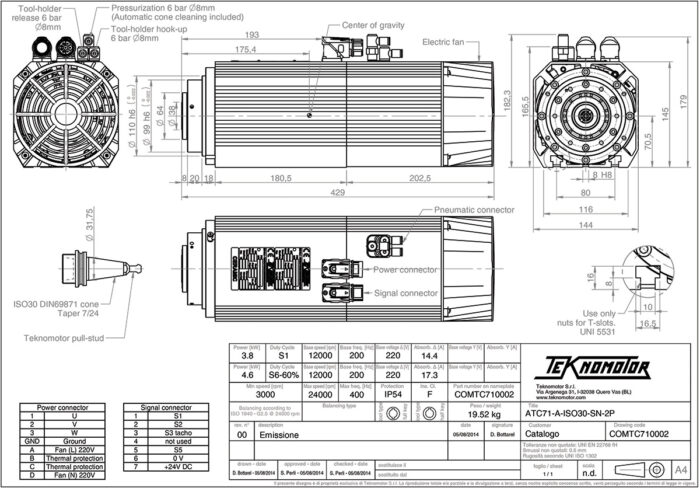 Tool-holder
release 6 bar
Ø8mm
Pressurization 6 bar Ø8mm
(Automatic cone cleaning included)
Tool-holder hook-up
6 bar Ø8mm
193
175.4
Center of gravity
Electric fan
Ø 110 h6
Ø 99 h6
Ø 64
Ø 38
8 20 18
180,5
202,5
429
182,3
165,5
70,5
145
179
8 H8
80
116
144
Ø 31.75
ISO30 DIN69871 cone
Taper 7/24
Teknomotor pull-stud
Pneumatic connector
Power connector
Signal connector
16
8
10
16.5
Use only
nuts for T-slots.
UNI 5531
Power connector
1 U
2 V
3 W
GND Ground
A Fan (L) 220V
B Thermal protection
C Thermal protection
D Fan (N) 220V
Signal connector
1 S1
2 S2
3 S3 tacho
4 not used
5 S5
6 0 V
7 +24V DC
Power [kW] Duty Cycle Base speed [rpm] Base freq. [Hz] Base voltage Δ [V] Absorb. Δ [A] Base voltage Y [V] Absorb. Y [A]
3.8 S1 12000 200 220 14.4
Power [kW] Duty Cycle Base speed [rpm] Base freq. [Hz] Base voltage Δ [V] Absorb. Δ [A] Base voltage Y [V] Absorb. Y [A]
4.6 S6-60% 12000 200 220 17.3
Min speed [rpm] Max speed [rpm] Max freq. [Hz] Protection Ins. Cl. Part number on nameplate
3000 24000 400 IP54 F COMTC710002
Balancing according to
ISO 1940 - G2.5 @ 24000 rpm
Balancing type
tool type
half key
tool type
full key
Weight
19.52 kg
rev. n°
00 Emissione
date
05/08/2014
signature
D. Bottarel
drawn - date
D. Bottarel 05/08/2014
approved - date
S. Perli - 05/08/2014
checked - date
S. Perli - 05/08/2014
sostituisce il
sostituito dal
TEKNOMOTOR
Teknomotor S.r.l.
Via Argenega 31, I-32038 Quero Vas (BL)
www.teknomotor.com
Title
ATC71-A-ISO30-SN-2P
Customer
Catalogo
Drawing code
COMTC710002
Tolleranze non quotate: UNI EN 22768 fH
Smussi non quotati: 0.5 mm
Rugosità secondo UNI ISO 1302
foglio / sheet
1 / 1
scala
n.d.
A4
Il presente disegno è di proprietà esclusiva di Teknomotor S.r.l. La riproduzione totale e/o parziale e la divulgazione a terzi, senza nostra esplicito consenso scritto, sono vietate e saranno perseguite secondo i termini di legge in vigore.